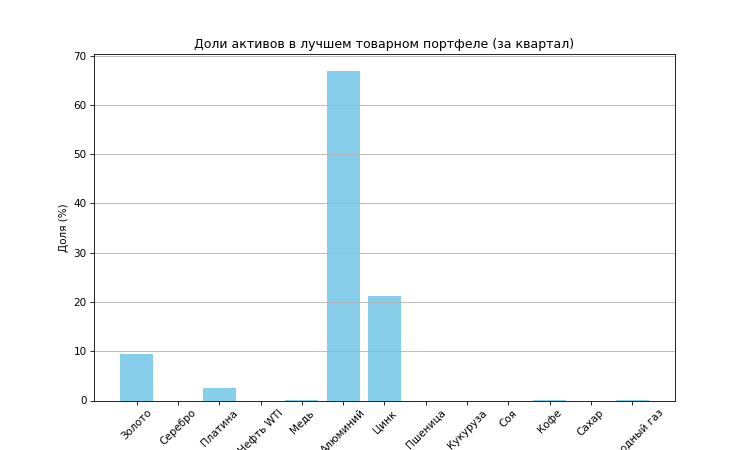 Доли активов в лучшем товарном портфеле (за квартал)
70
60
50
40
30
20
10
0
Доля (%)
Золото
Серебро
Платина
Нефть WTI
Медь
Алюминий
Цинк
Пшеница
Кукуруза
Соя
Кофе
Сахар
одный газ